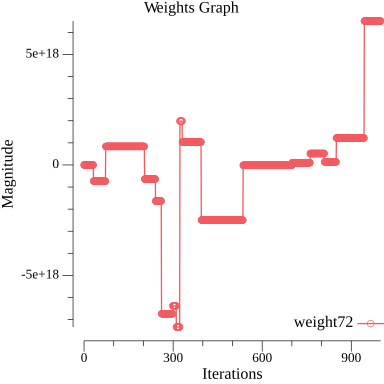 Weights Graph
5e+18
0
-5e+18
Magnitude
weight72
0
300
600
900
Iterations